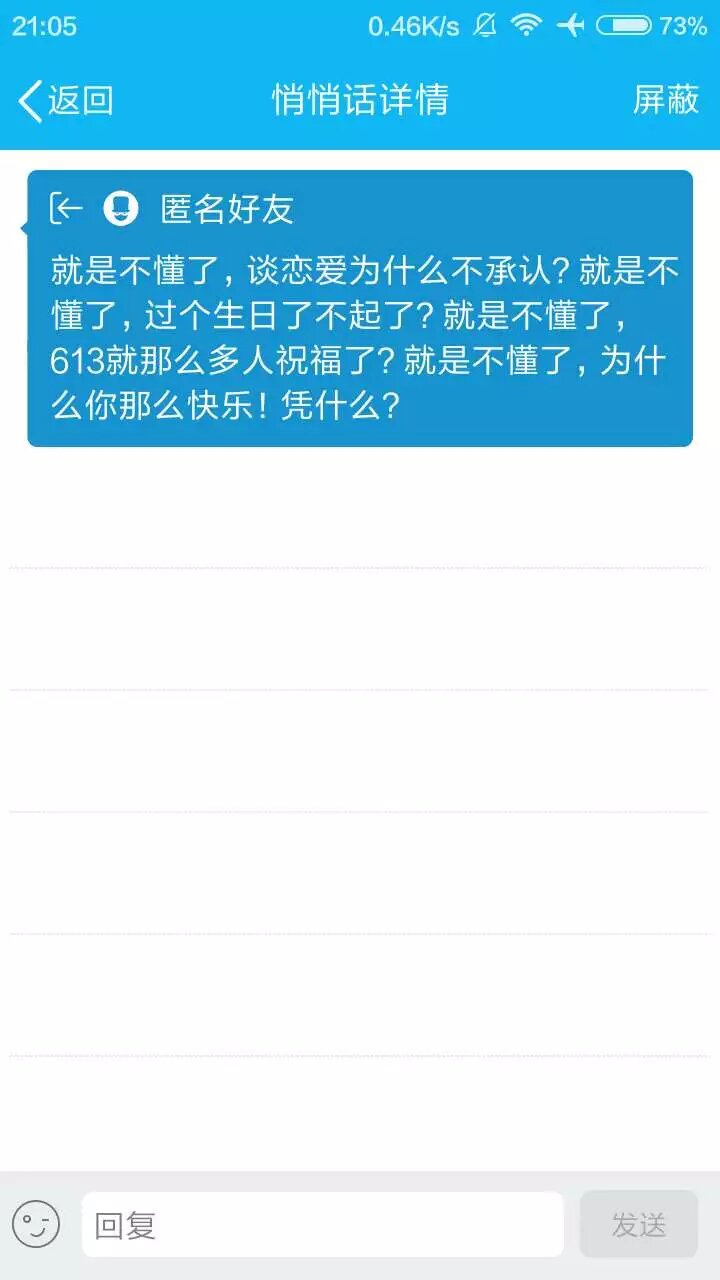 21:05 0.46K/s 73%
返回 悄悄话详情 屏蔽
匿名好友
就是不懂了, 谈恋爱为什么不承认? 就是不
懂了, 过个生日了不起了? 就是不懂了,
613就那么多人祝福了? 就是不懂了, 为什
么你那么快乐! 凭什么?
回复 发送